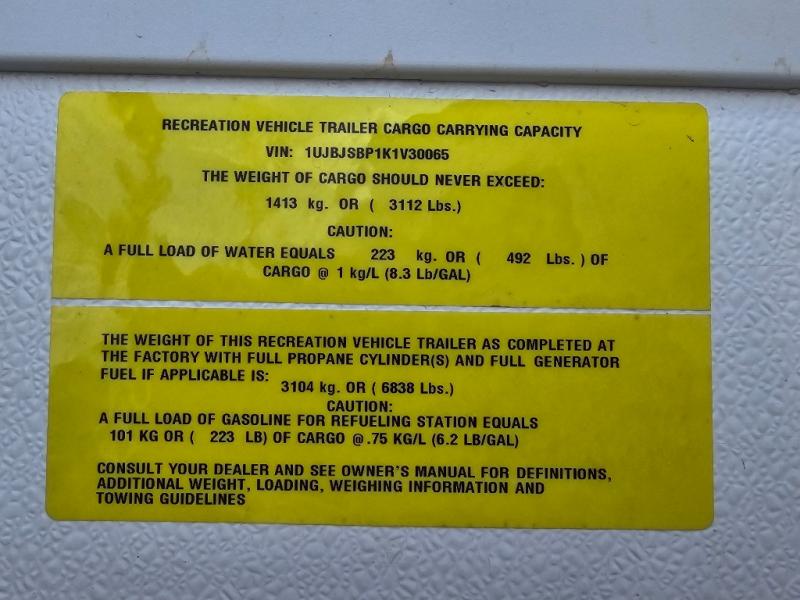 RECREATION VEHICLE TRAILER CARGO CARRYING CAPACITY
VIN: 1UJBJSBP1K1V30065
THE WEIGHT OF CARGO SHOULD NEVER EXCEED:
1413 kg. OR ( 3112 Lbs.)
CAUTION:
A FULL LOAD OF WATER EQUALS 223 kg. OR ( 492 Lbs. ) OF
CARGO @ 1 kg/L (8.3 Lb/GAL)
THE WEIGHT OF THIS RECREATION VEHICLE TRAILER AS COMPLETED AT
THE FACTORY WITH FULL PROPANE CYLINDER(S) AND FULL GENERATOR
FUEL IF APPLICABLE IS:
3104 kg. OR ( 6838 Lbs.)
CAUTION:
A FULL LOAD OF GASOLINE FOR REFUELING STATION EQUALS
101 KG OR ( 223 LB) OF CARGO @ .75 KG/L (6.2 LB/GAL)
CONSULT YOUR DEALER AND SEE OWNER'S MANUAL FOR DEFINITIONS,
ADDITIONAL WEIGHT, LOADING, WEIGHING INFORMATION AND
TOWING GUIDELINES